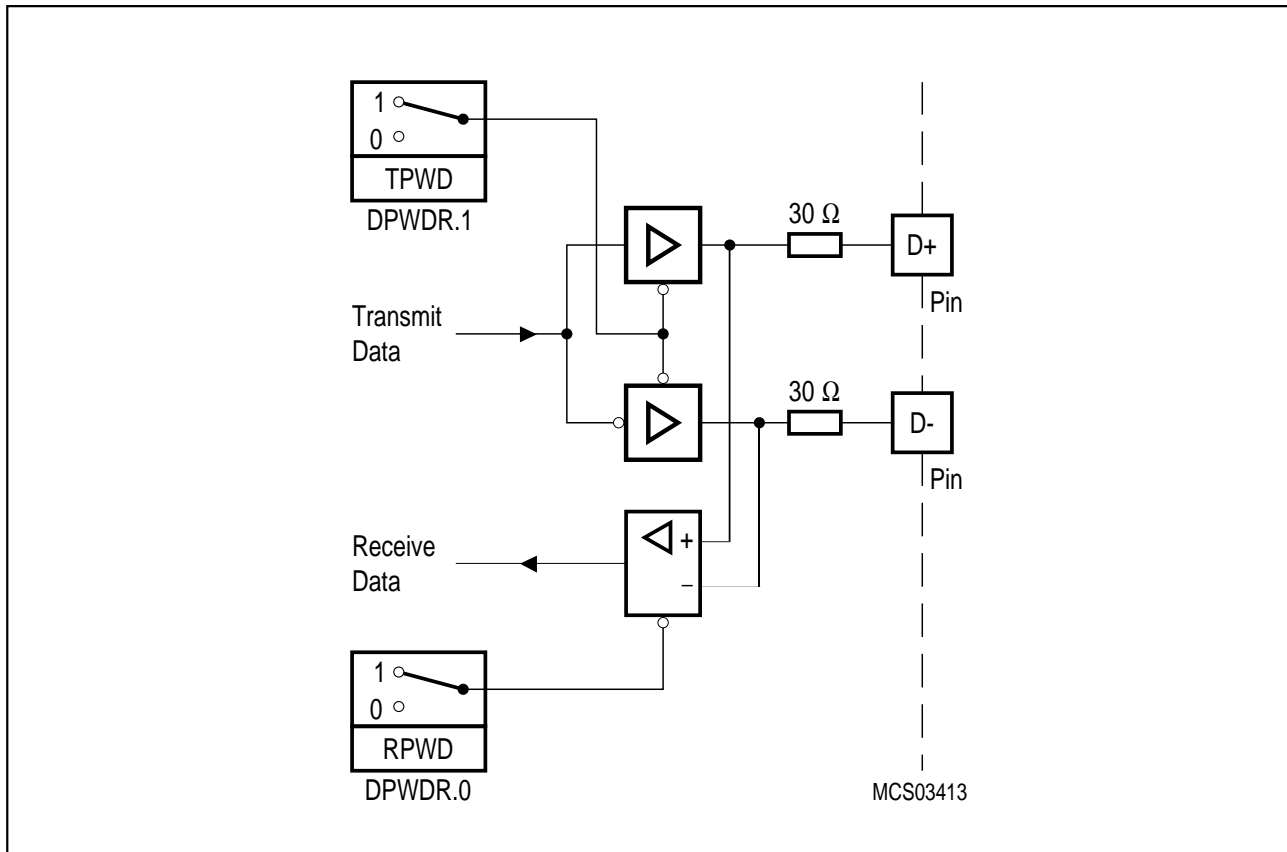 1
0
TPWD
DPWDR.1
30 Ω
D+
Pin
Transmit
Data
30 Ω
D-
Pin
+
–
Receive
Data
1
0
RPWD
DPWDR.0
MCS03413